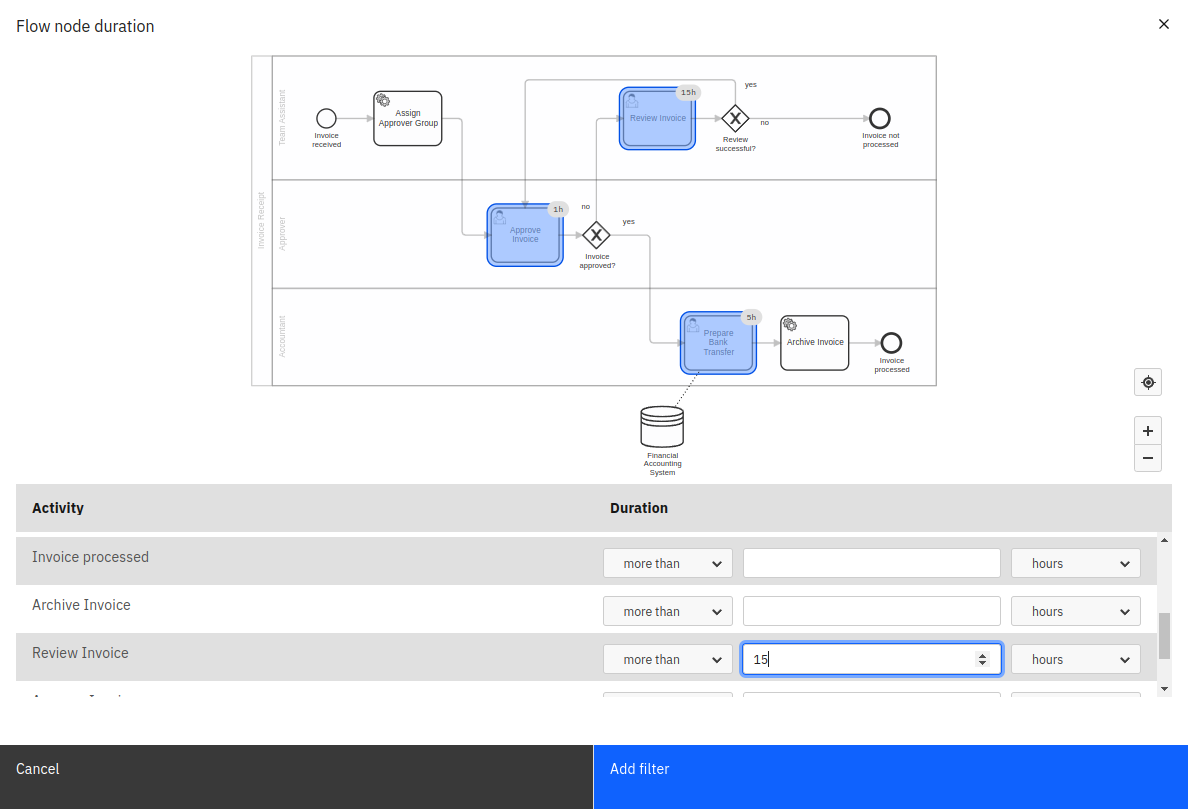 Flow node duration
Invoice Receipt
Team Assistant
Approver
Accountant
Invoice
received
Assign
Approver Group
Review Invoice
15h
yes
Review
successful?
no
Invoice not
processed
Approve
Invoice
1h
no
Invoice
approved?
yes
Prepare
Bank
Transfer
5h
Archive Invoice
Invoice
processed
Financial
Accounting
System
Activity Duration
Invoice processed more than hours
Archive Invoice more than hours
Review Invoice more than 15 hours
Cancel Add filter